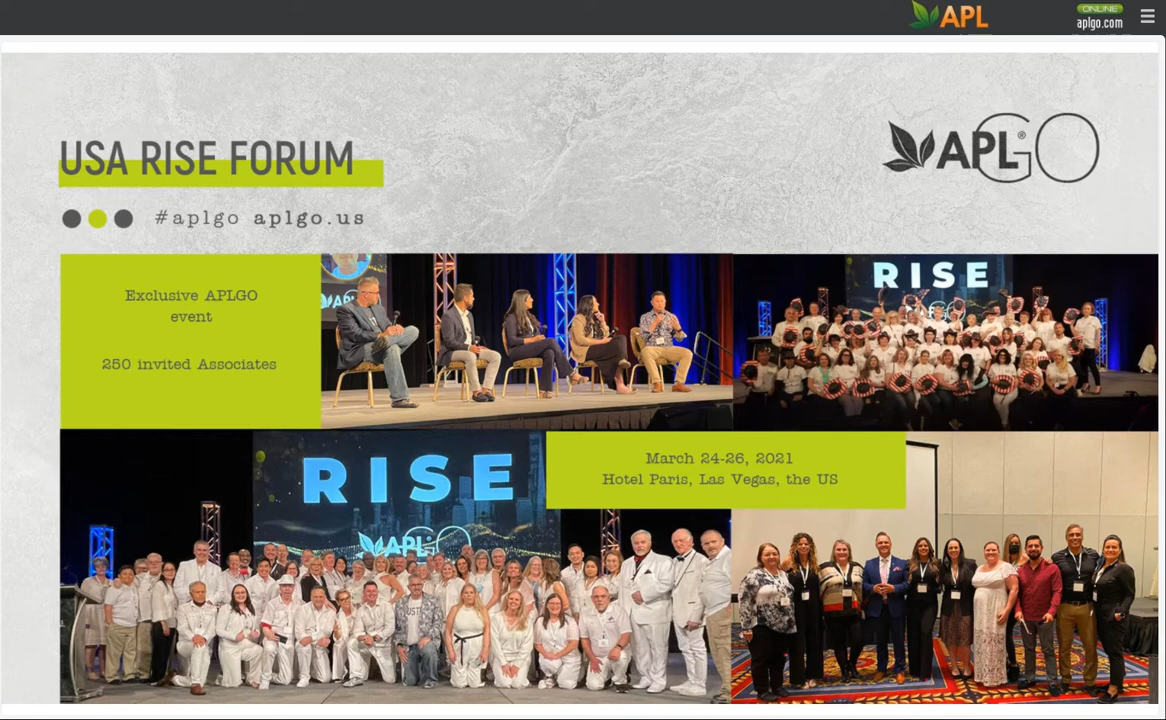 APL
ONLINE
aplgo.com
USA RISE FORUM
APLGO®
#aplgo aplgo.us
Exclusive APLGO
event
250 invited Associates
RISE
RISE
March 24-26, 2021
Hotel Paris, Las Vegas, the US
APLGO